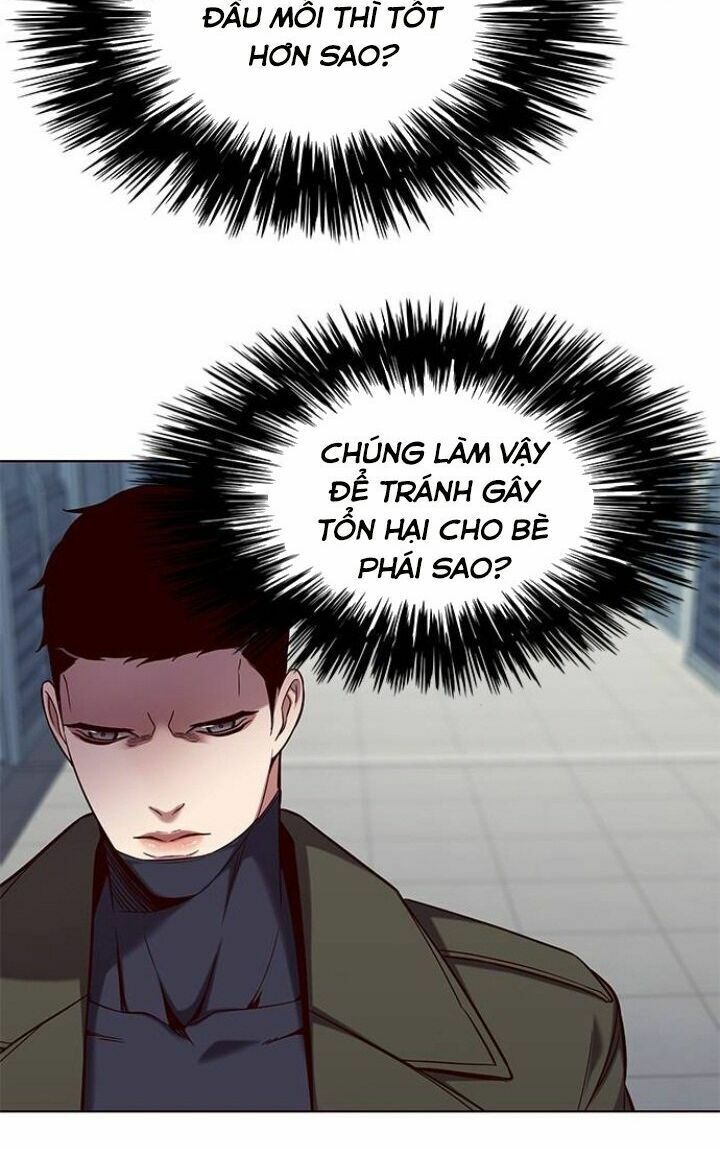 ĐẦU MỐI THÌ TỐT
HƠN SAO?
CHÚNG LÀM VẬY
ĐỂ TRÁNH GÂY
TỔN HẠI CHO BÈ
PHÁI SAO?